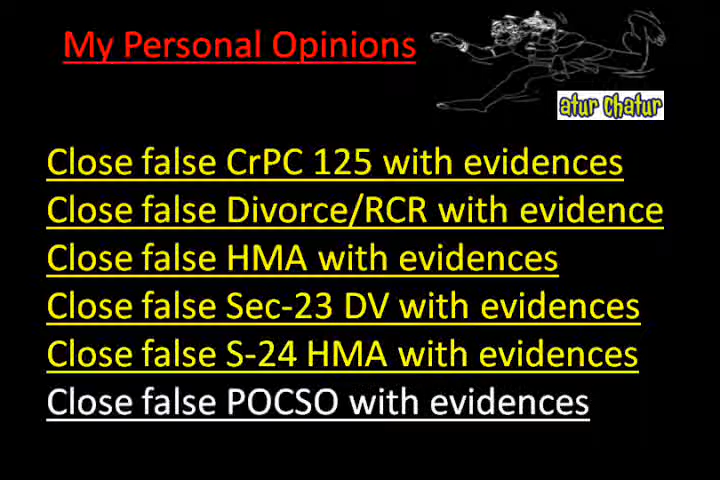 My Personal Opinions
atur chatur
Close false CrPC 125 with evidences
Close false Divorce/RCR with evidence
Close false HMA with evidences
Close false Sec-23 DV with evidences
Close false S-24 HMA with evidences
Close false POCSO with evidences